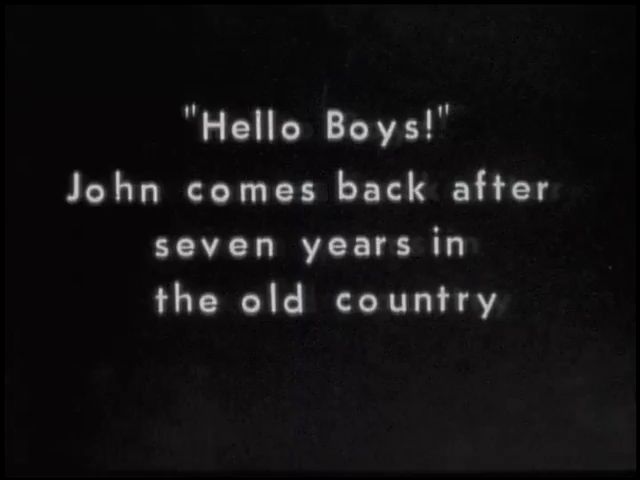 "Hello Boys!"
John comes back after
seven years in
the old country